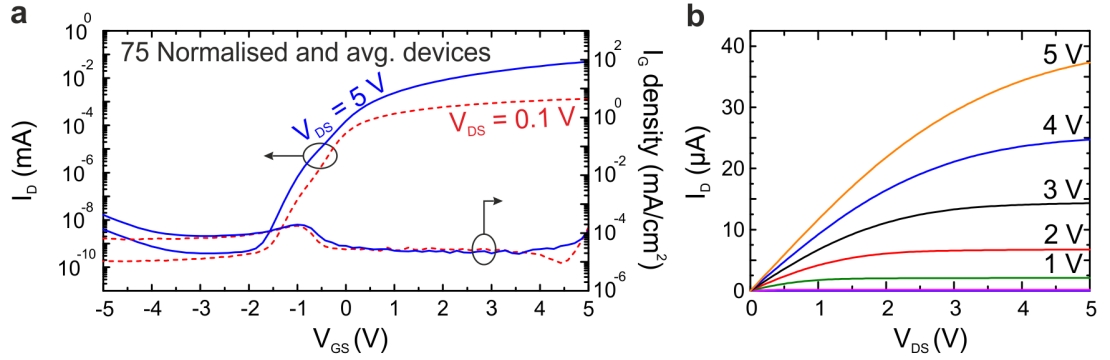 a
75 Normalised and avg. devices
V_DS = 5 V
V_DS = 0.1 V
I_D (mA)
10^0
10^-2
10^-4
10^-6
10^-8
10^-10
I_G density (mA/cm^2)
10^2
10^0
10^-2
10^-4
10^-6
-5 -4 -3 -2 -1 0 1 2 3 4 5
V_GS (V)
b
I_D (µA)
40
30
20
10
0
5 V
4 V
3 V
2 V
1 V
0 1 2 3 4 5
V_DS (V)